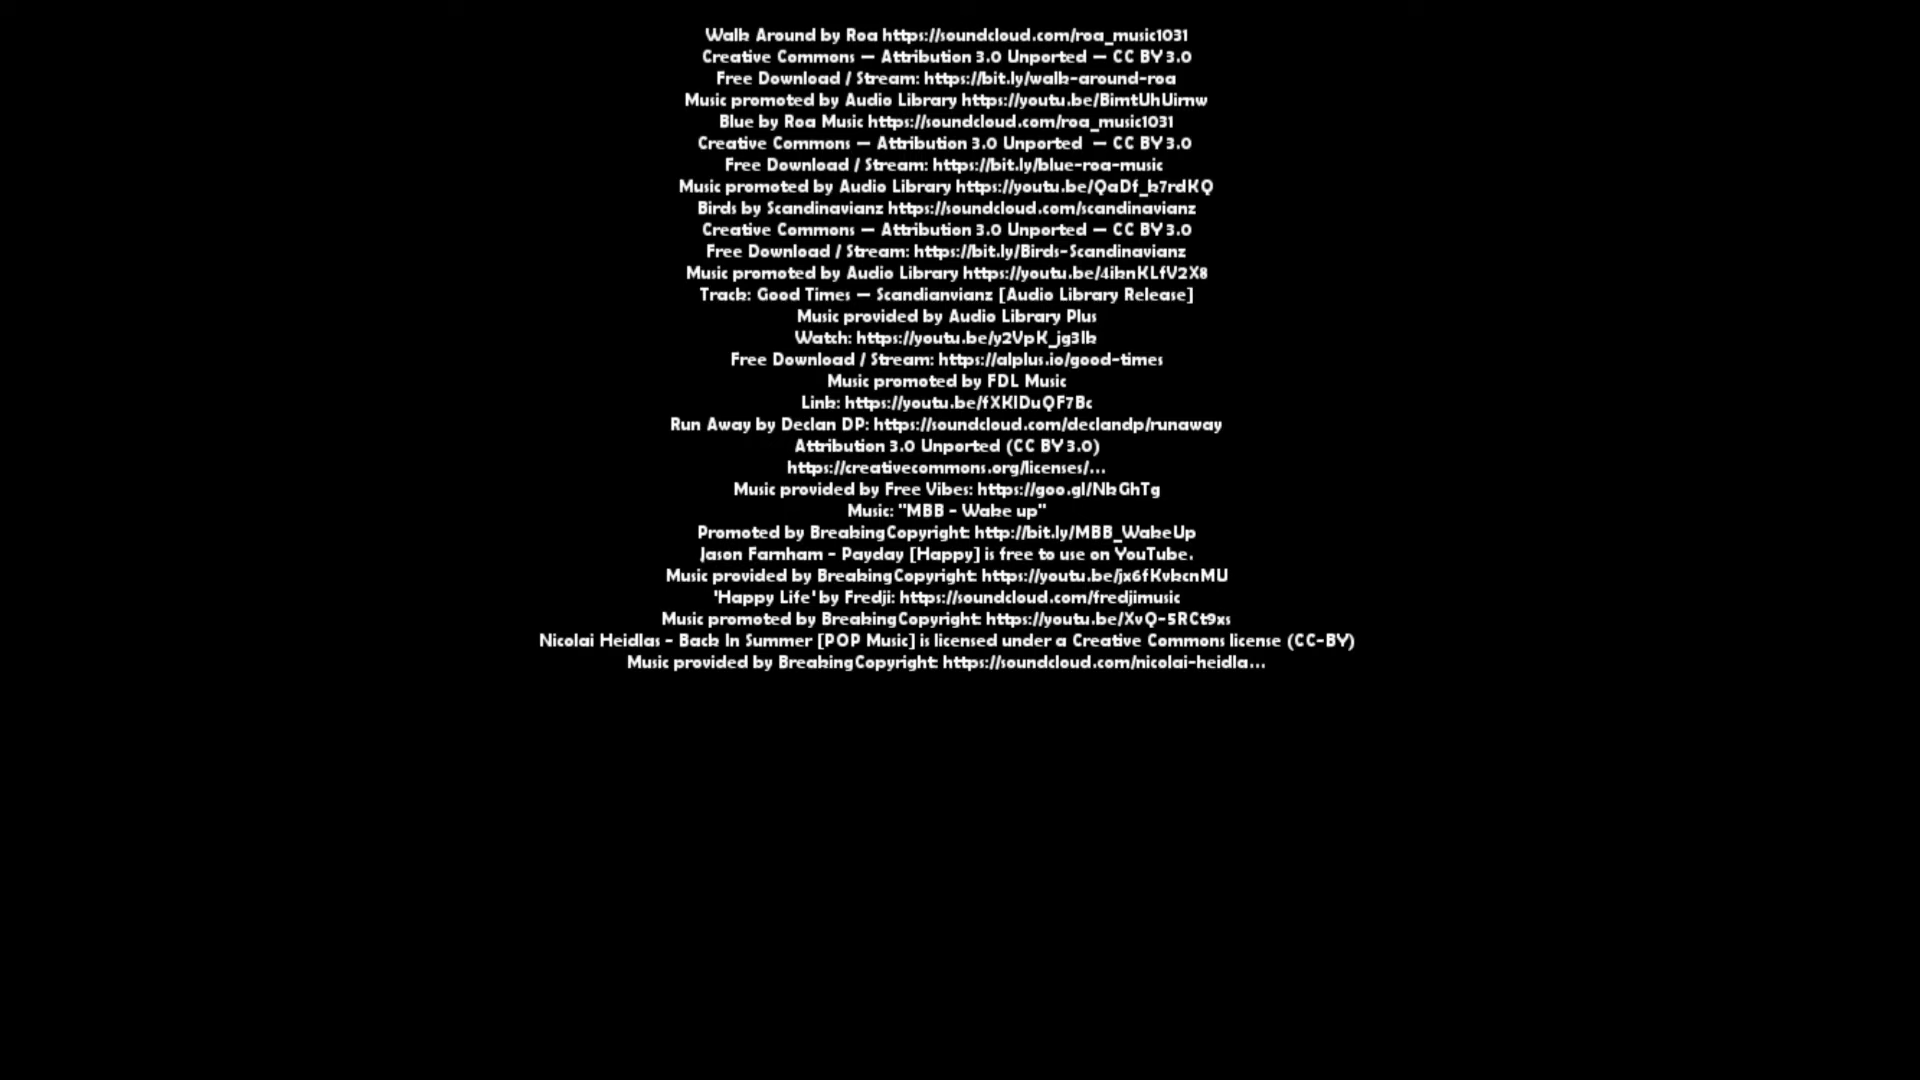 Walk Around by Roa https://soundcloud.com/roa_music1031
Creative Commons — Attribution 3.0 Unported — CC BY 3.0
Free Download / Stream: https://bit.ly/walk-around-roa
Music promoted by Audio Library https://youtu.be/BimtUhUirnw
Blue by Roa Music https://soundcloud.com/roa_music1031
Creative Commons — Attribution 3.0 Unported — CC BY 3.0
Free Download / Stream: https://bit.ly/blue-roa-music
Music promoted by Audio Library https://youtu.be/QaDf_k7rdKQ
Birds by Scandinavianz https://soundcloud.com/scandinavianz
Creative Commons — Attribution 3.0 Unported — CC BY 3.0
Free Download / Stream: https://bit.ly/Birds-Scandinavianz
Music promoted by Audio Library https://youtu.be/4iknKLfV2X8
Track: Good Times — Scandianvianz [Audio Library Release]
Music provided by Audio Library Plus
Watch: https://youtu.be/y2VpK_jg3Ik
Free Download / Stream: https://alplus.io/good-times
Music promoted by FDL Music
Link: https://youtu.be/fXKIDuQF7Bc
Run Away by Declan DP: https://soundcloud.com/declandp/runaway
Attribution 3.0 Unported (CC BY 3.0)
https://creativecommons.org/licenses/...
Music provided by Free Vibes: https://goo.gl/NkGhTg
Music: "MBB - Wake up"
Promoted by BreakingCopyright: http://bit.ly/MBB_WakeUp
Jason Farnham - Payday [Happy] is free to use on YouTube.
Music provided by BreakingCopyright: https://youtu.be/jx6fKvkcnMU
'Happy Life' by Fredji: https://soundcloud.com/fredjimusic
Music promoted by BreakingCopyright: https://youtu.be/XvQ-5RCt9xs
Nicolai Heidlas - Back In Summer [POP Music] is licensed under a Creative Commons license (CC-BY)
Music provided by BreakingCopyright: https://soundcloud.com/nicolai-heidla...